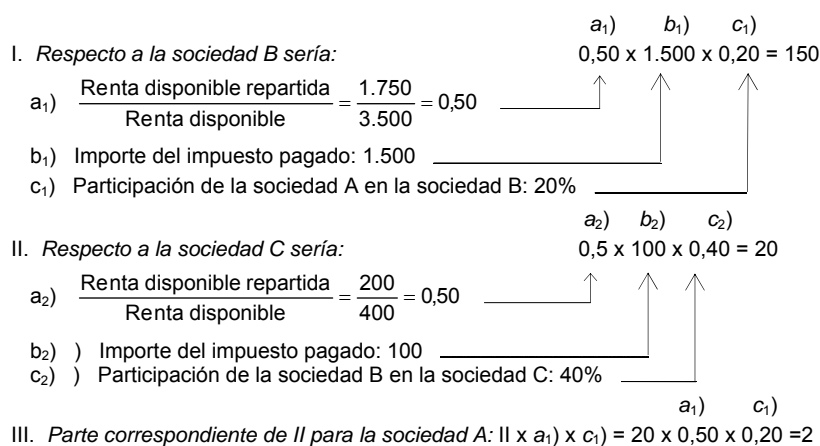 a₁) b₁) c₁)
I. Respecto a la sociedad B sería: 0,50 x 1.500 x 0,20 = 150
a₁) Renta disponible repartida / Renta disponible = 1.750 / 3.500 = 0,50
b₁) Importe del impuesto pagado: 1.500
c₁) Participación de la sociedad A en la sociedad B: 20%
a₂) b₂) c₂)
II. Respecto a la sociedad C sería: 0,5 x 100 x 0,40 = 20
a₂) Renta disponible repartida / Renta disponible = 200 / 400 = 0,50
b₂) ) Importe del impuesto pagado: 100
c₂) ) Participación de la sociedad B en la sociedad C: 40%
a₁) c₁)
III. Parte correspondiente de II para la sociedad A: II x a₁) x c₁) = 20 x 0,50 x 0,20 =2